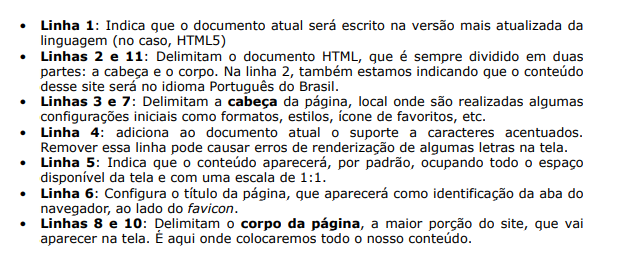 • Linha 1: Indica que o documento atual será escrito na versão mais atualizada da
linguagem (no caso, HTML5)
• Linhas 2 e 11: Delimitam o documento HTML, que é sempre dividido em duas
partes: a cabeça e o corpo. Na linha 2, também estamos indicando que o conteúdo
desse site será no idioma Português do Brasil.
• Linhas 3 e 7: Delimitam a cabeça da página, local onde são realizadas algumas
configurações iniciais como formatos, estilos, ícone de favoritos, etc.
• Linha 4: adiciona ao documento atual o suporte a caracteres acentuados.
Remover essa linha pode causar erros de renderização de algumas letras na tela.
• Linha 5: Indica que o conteúdo aparecerá, por padrão, ocupando todo o espaço
disponível da tela e com uma escala de 1:1.
• Linha 6: Configura o título da página, que aparecerá como identificação da aba do
navegador, ao lado do favicon.
• Linhas 8 e 10: Delimitam o corpo da página, a maior porção do site, que vai
aparecer na tela. É aqui onde colocaremos todo o nosso conteúdo.